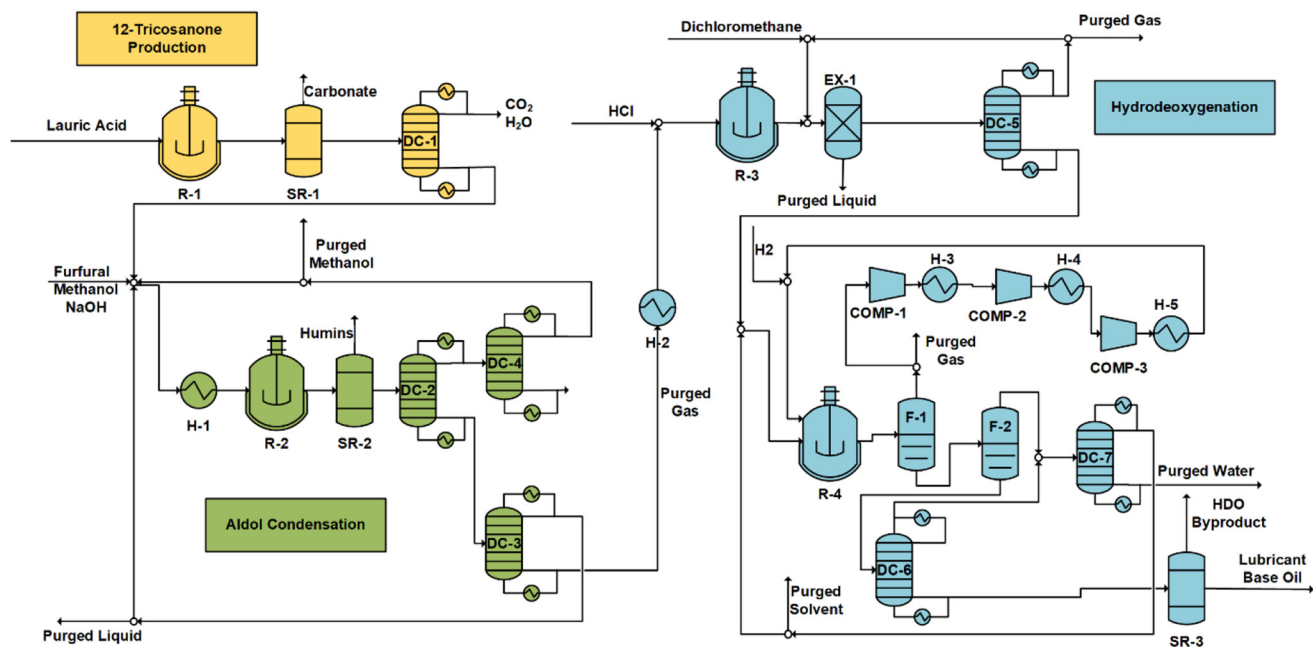 12-Tricosanone
Production
Carbonate
CO2
H2O
Lauric Acid
DC-1
R-1
SR-1
Purged
Methanol
Furfural
Methanol
NaOH
Humins
DC-4
DC-2
H-1
R-2
SR-2
Aldol Condensation
DC-3
Purged Liquid
Dichloromethane
Purged Gas
EX-1
HCl
DC-5
Hydrodeoxygenation
R-3
Purged Liquid
H-2
Purged
Gas
H2
H-3
H-4
H-5
COMP-1
COMP-2
COMP-3
Purged
Gas
F-1
F-2
DC-7
R-4
Purged Water
HDO
Byproduct
DC-6
Lubricant
Base Oil
Purged
Solvent
SR-3